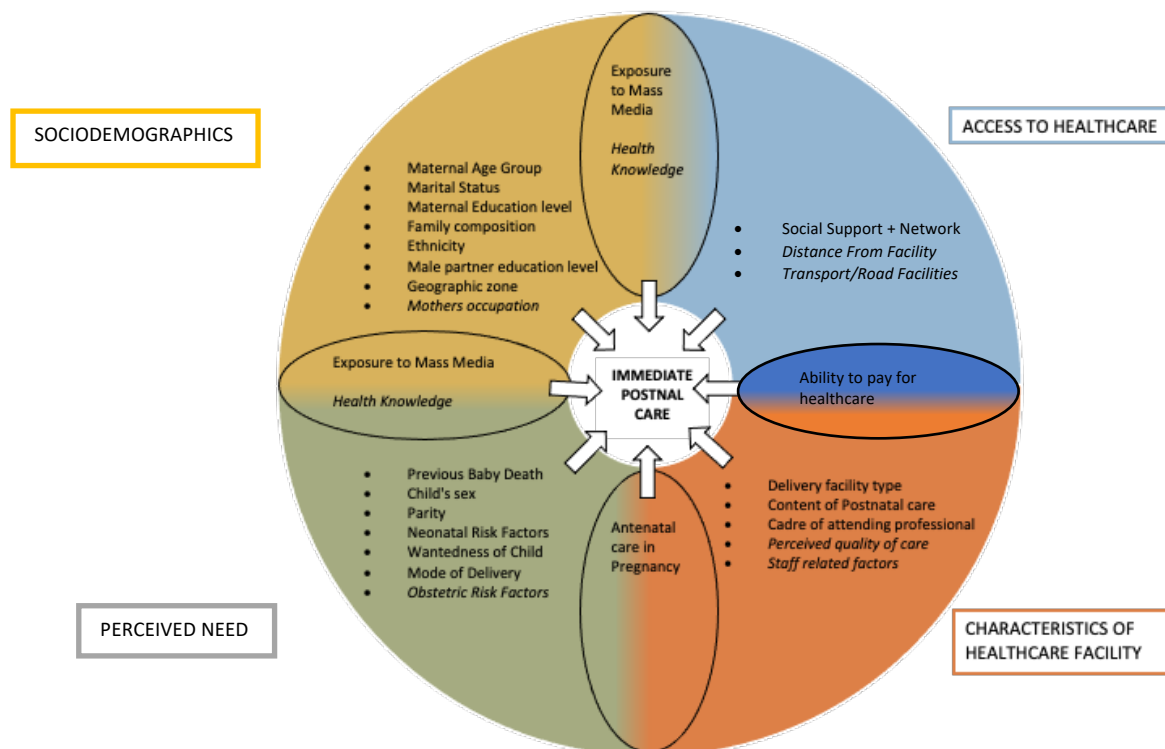 SOCIODEMOGRAPHICS
• Maternal Age Group
• Marital Status
• Maternal Education level
• Family composition
• Ethnicity
• Male partner education level
• Geographic zone
• Mothers occupation
Exposure
to Mass
Media
Health
Knowledge
ACCESS TO HEALTHCARE
• Social Support + Network
• Distance From Facility
• Transport/Road Facilities
Exposure to Mass Media
Health Knowledge
IMMEDIATE
POSTNAL
CARE
Ability to pay for
healthcare
PERCEIVED NEED
• Previous Baby Death
• Child's sex
• Parity
• Neonatal Risk Factors
• Wantedness of Child
• Mode of Delivery
• Obstetric Risk Factors
Antenatal
care in
Pregnancy
• Delivery facility type
• Content of Postnatal care
• Cadre of attending professional
• Perceived quality of care
• Staff related factors
CHARACTERISTICS OF
HEALTHCARE FACILITY